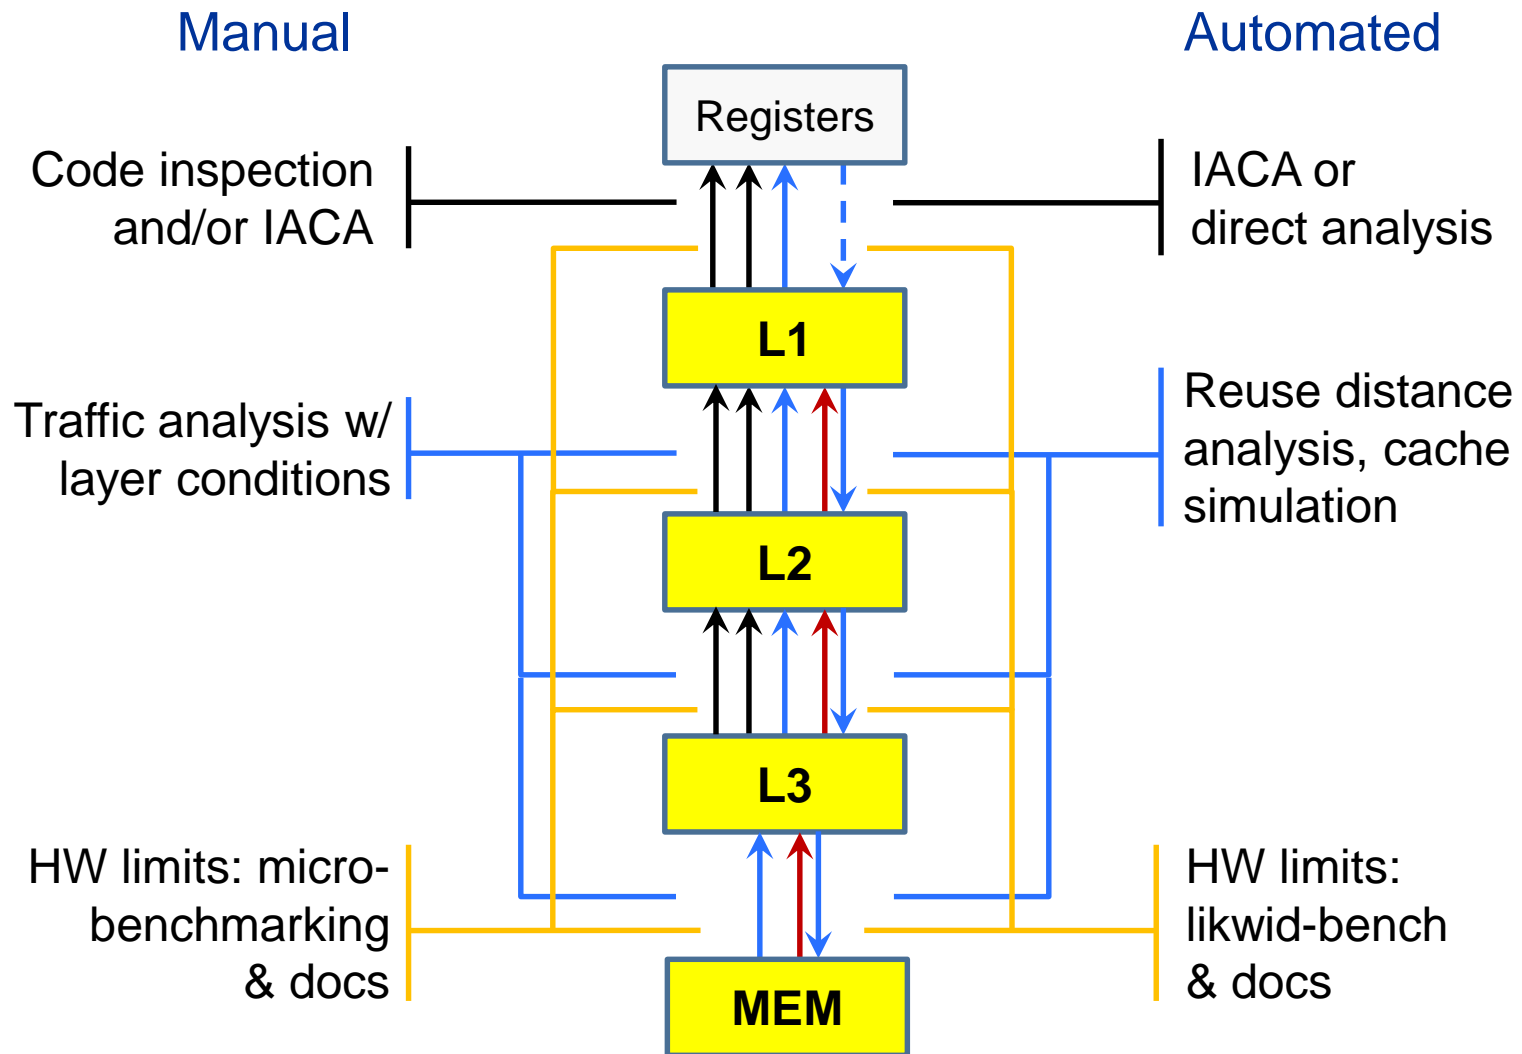 Manual
Automated
Registers
Code inspection
and/or IACA
IACA or
direct analysis
L1
Traffic analysis w/
layer conditions
Reuse distance
analysis, cache
simulation
L2
L3
HW limits: micro-
benchmarking
& docs
HW limits:
likwid-bench
& docs
MEM